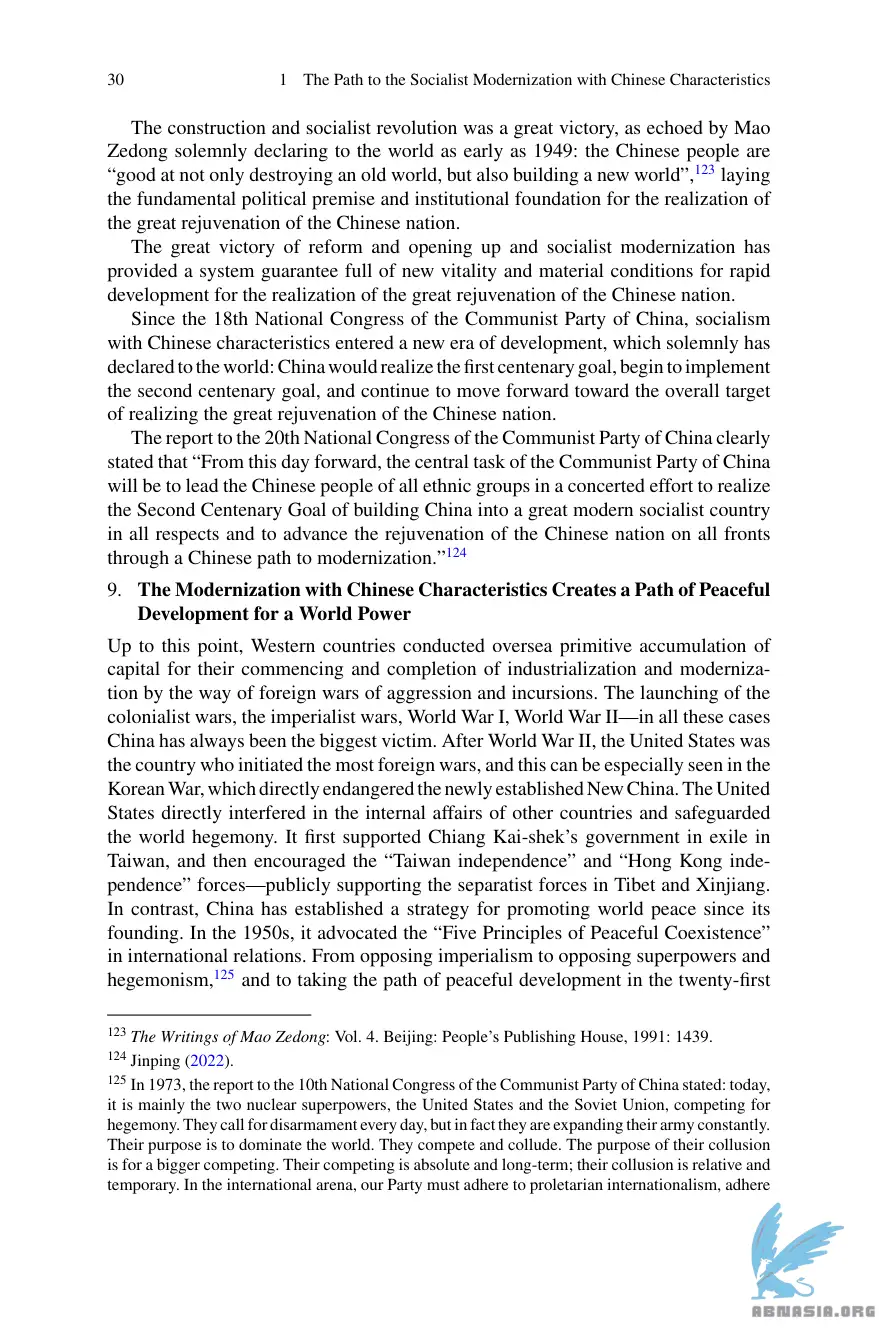 30 1 The Path to the Socialist Modernization with Chinese Characteristics
The construction and socialist revolution was a great victory, as echoed by Mao
Zedong solemnly declaring to the world as early as 1949: the Chinese people are
“good at not only destroying an old world, but also building a new world”,123 laying
the fundamental political premise and institutional foundation for the realization of
the great rejuvenation of the Chinese nation.
The great victory of reform and opening up and socialist modernization has
provided a system guarantee full of new vitality and material conditions for rapid
development for the realization of the great rejuvenation of the Chinese nation.
Since the 18th National Congress of the Communist Party of China, socialism
with Chinese characteristics entered a new era of development, which solemnly has
declared to the world: China would realize the first centenary goal, begin to implement
the second centenary goal, and continue to move forward toward the overall target
of realizing the great rejuvenation of the Chinese nation.
The report to the 20th National Congress of the Communist Party of China clearly
stated that “From this day forward, the central task of the Communist Party of China
will be to lead the Chinese people of all ethnic groups in a concerted effort to realize
the Second Centenary Goal of building China into a great modern socialist country
in all respects and to advance the rejuvenation of the Chinese nation on all fronts
through a Chinese path to modernization.”124
9. The Modernization with Chinese Characteristics Creates a Path of Peaceful
Development for a World Power
Up to this point, Western countries conducted oversea primitive accumulation of
capital for their commencing and completion of industrialization and moderniza-
tion by the way of foreign wars of aggression and incursions. The launching of the
colonialist wars, the imperialist wars, World War I, World War II—in all these cases
China has always been the biggest victim. After World War II, the United States was
the country who initiated the most foreign wars, and this can be especially seen in the
Korean War, which directly endangered the newly established New China. The United
States directly interfered in the internal affairs of other countries and safeguarded
the world hegemony. It first supported Chiang Kai-shek’s government in exile in
Taiwan, and then encouraged the “Taiwan independence” and “Hong Kong inde-
pendence” forces—publicly supporting the separatist forces in Tibet and Xinjiang.
In contrast, China has established a strategy for promoting world peace since its
founding. In the 1950s, it advocated the “Five Principles of Peaceful Coexistence”
in international relations. From opposing imperialism to opposing superpowers and
hegemonism,125 and to taking the path of peaceful development in the twenty-first
123 The Writings of Mao Zedong: Vol. 4. Beijing: People’s Publishing House, 1991: 1439.
124 Jinping (2022).
125 In 1973, the report to the 10th National Congress of the Communist Party of China stated: today,
it is mainly the two nuclear superpowers, the United States and the Soviet Union, competing for
hegemony. They call for disarmament every day, but in fact they are expanding their army constantly.
Their purpose is to dominate the world. They compete and collude. The purpose of their collusion
is for a bigger competing. Their competing is absolute and long-term; their collusion is relative and
temporary. In the international arena, our Party must adhere to proletarian internationalism, adhere
ABNASIA.ORG